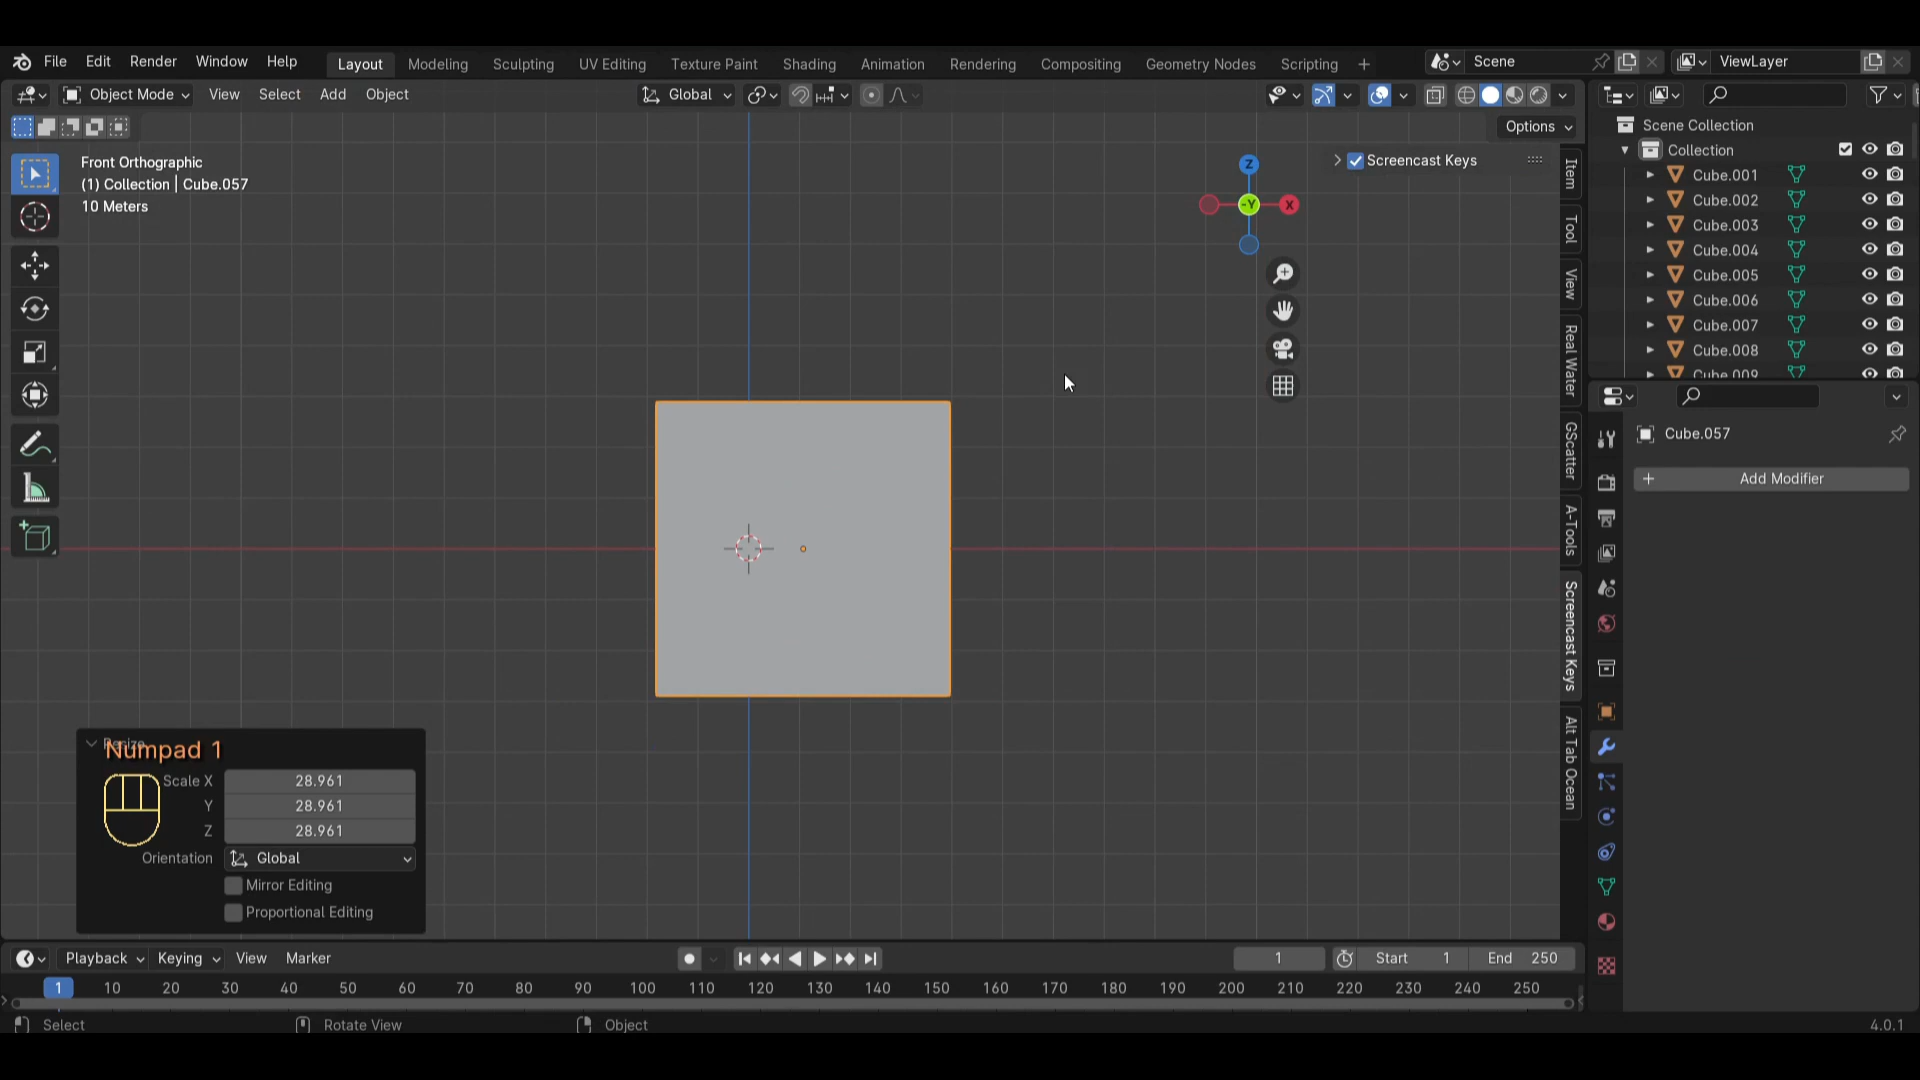 File Edit Render Window Help Layout Modeling Sculpting UV Editing Texture Paint Shading Animation Rendering Compositing Geometry Nodes Scripting + Scene ViewLayer
Object Mode View Select Add Object Global
Options
Front Orthographic
(1) Collection | Cube.057
10 Meters
Z
-Y
X
Screencast Keys
Item
Tool
View
Real Water
GScatter
A-Tools
Screencast Keys
Alt Tab Ocean
Scene Collection
Collection
Cube.001
Cube.002
Cube.003
Cube.004
Cube.005
Cube.006
Cube.007
Cube.008
Cube.009
Cube.057
+ Add Modifier
Numpad 1
Scale X 28.961
Y 28.961
Z 28.961
Orientation Global
Mirror Editing
Proportional Editing
Playback Keying View Marker 1 Start 1 End 250
1 10 20 30 40 50 60 70 80 90 100 110 120 130 140 150 160 170 180 190 200 210 220 230 240 250
Select Rotate View Object 4.0.1